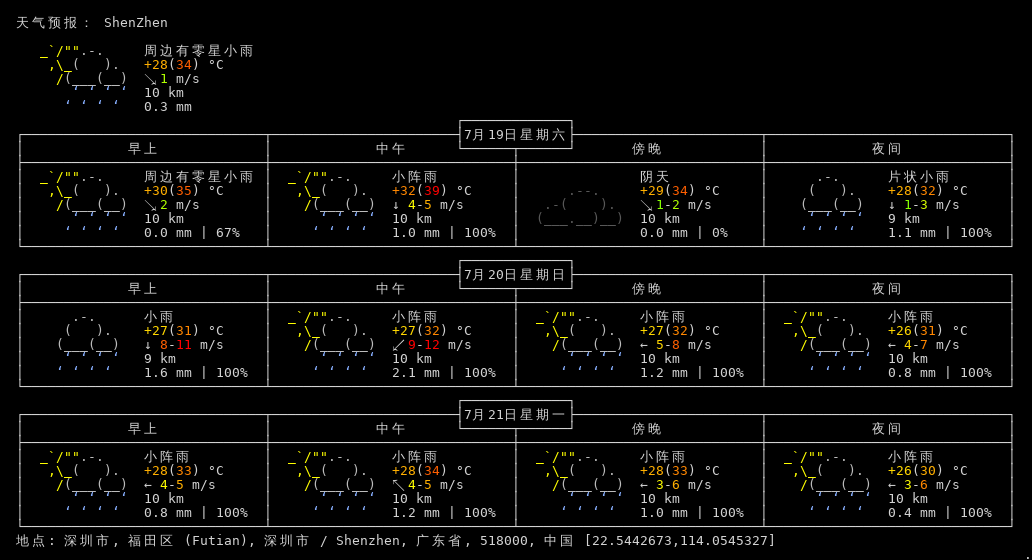 天气预报： ShenZhen
周边有零星小雨
+28(34) °C
↘ 1 m/s
10 km
0.3 mm
7月19日星期六
早上 中午 傍晚 夜间
周边有零星小雨 小阵雨 阴天 片状小雨
+30(35) °C +32(39) °C +29(34) °C +28(32) °C
↘ 2 m/s ↓ 4-5 m/s ↘ 1-2 m/s ↓ 1-3 m/s
10 km 10 km 10 km 9 km
0.0 mm | 67% 1.0 mm | 100% 0.0 mm | 0% 1.1 mm | 100%
7月20日星期日
早上 中午 傍晚 夜间
小雨 小阵雨 小阵雨 小阵雨
+27(31) °C +27(32) °C +27(32) °C +26(31) °C
↓ 8-11 m/s ↙ 9-12 m/s ← 5-8 m/s ← 4-7 m/s
9 km 10 km 10 km 10 km
1.6 mm | 100% 2.1 mm | 100% 1.2 mm | 100% 0.8 mm | 100%
7月21日星期一
早上 中午 傍晚 夜间
小阵雨 小阵雨 小阵雨 小阵雨
+28(33) °C +28(34) °C +28(33) °C +26(30) °C
← 4-5 m/s ↖ 4-5 m/s ← 3-6 m/s ← 3-6 m/s
10 km 10 km 10 km 10 km
0.8 mm | 100% 1.2 mm | 100% 1.0 mm | 100% 0.4 mm | 100%
地点: 深圳市, 福田区 (Futian), 深圳市 / Shenzhen, 广东省, 518000, 中国 [22.5442673,114.0545327]